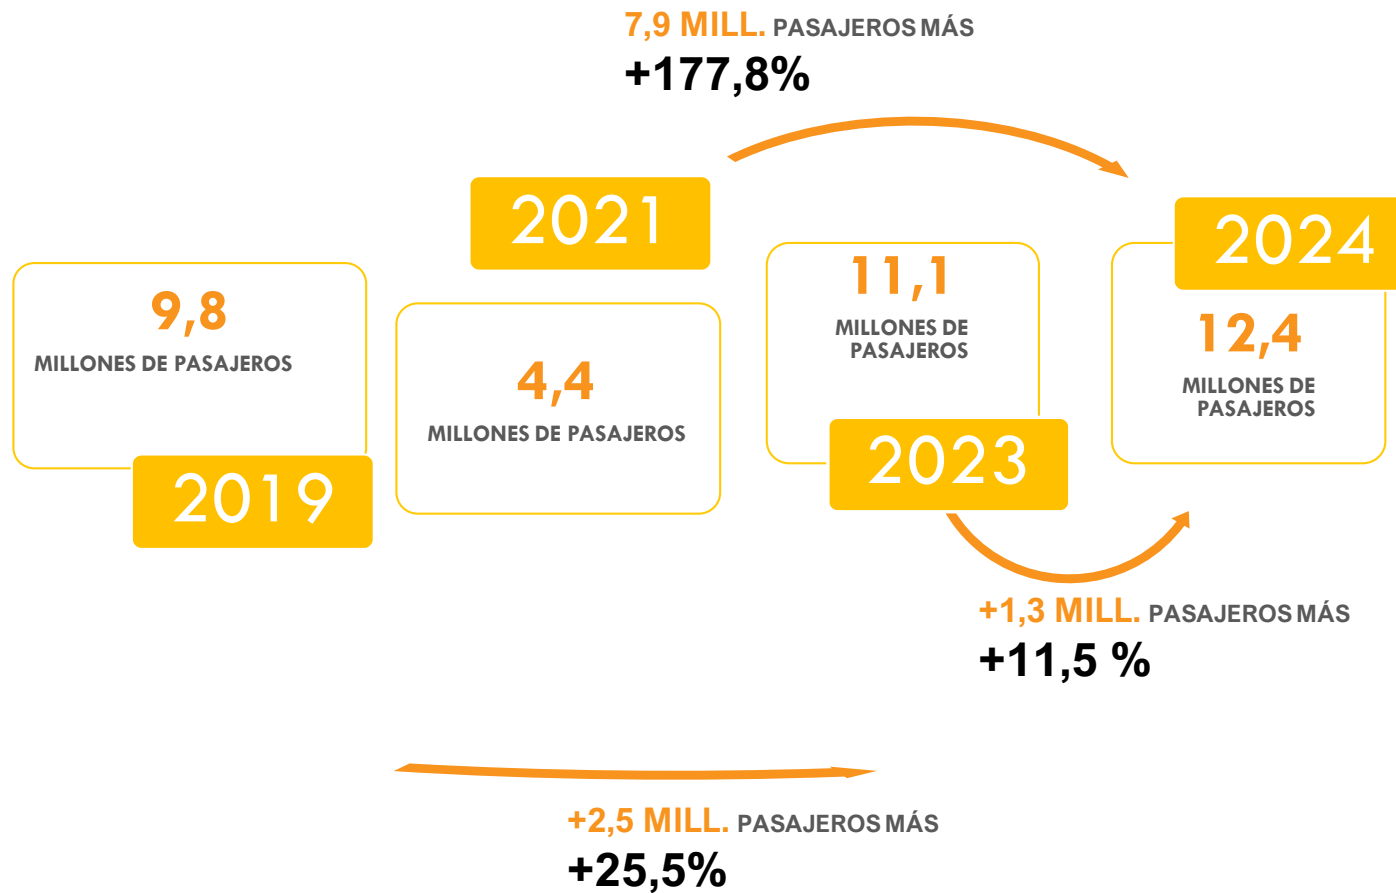 7,9 MILL. PASAJEROS MÁS
+177,8%
9,8
MILLONES DE PASAJEROS
2019
2021
4,4
MILLONES DE PASAJEROS
11,1
MILLONES DE
PASAJEROS
2023
2024
12,4
MILLONES DE
PASAJEROS
+1,3 MILL. PASAJEROS MÁS
+11,5 %
+2,5 MILL. PASAJEROS MÁS
+25,5%